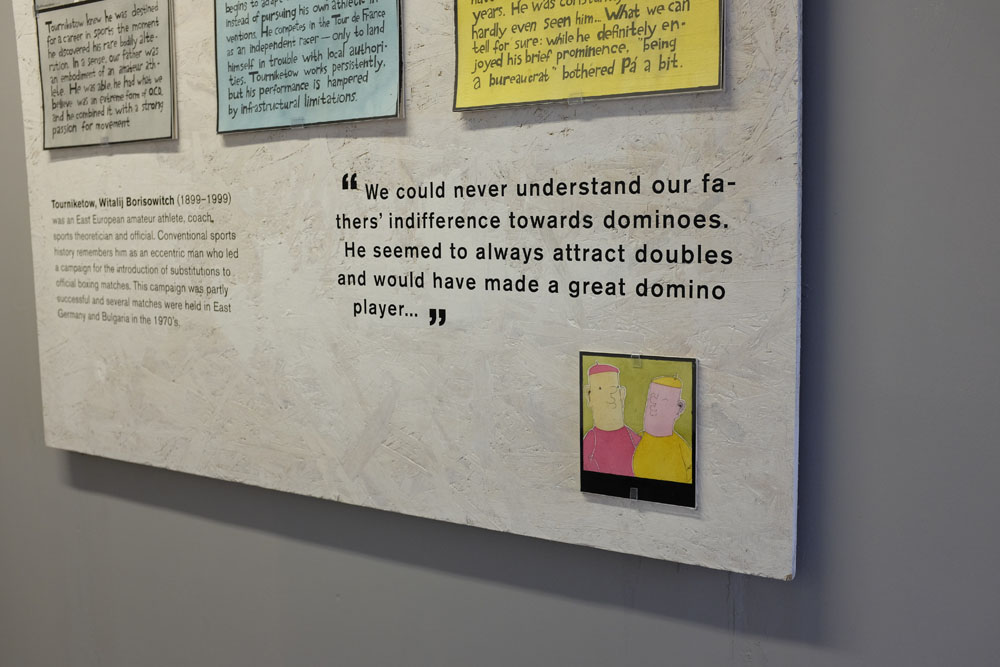 Tourniketow knew he was destined
for a career in sports the moment
he discovered his rare bodily alte-
ration. In a sense, our father was
an embodiment of an amateur ath-
lete. He was able, he had what we
believe was an extreme form of OCD,
and he combined it with a strong
passion for movement
begins to adapt
instead of pursuing his own athletic in-
ventions. He competes in the Tour de France
as an independent racer — only to land
himself in trouble with local authori-
ties. Tourniketow works persistently,
but his performance is hampered
by infrastructural limitations.
years. He was constantly
hardly even seen him... What we can
tell for sure: while he definitely en-
joyed his brief prominence, "being
a bureaucrat" bothered Pá a bit.
Tourniketow, Witalij Borisowitch (1899-1999)
was an East European amateur athlete, coach,
sports theoretician and official. Conventional sports
history remembers him as an eccentric man who led
a campaign for the introduction of substitutions to
official boxing matches. This campaign was partly
successful and several matches were held in East
Germany and Bulgaria in the 1970's.
“ We could never understand our fa-
thers’ indifference towards dominoes.
He seemed to always attract doubles
and would have made a great domino
player... ”